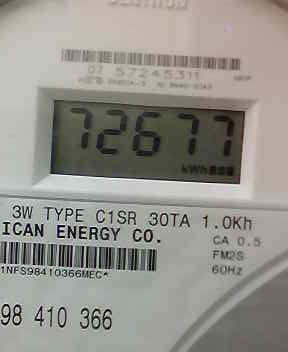 CENTRON
07 57245311
72677
kWh
3W TYPE C1SR 30TA 1.0Kh
ICAN ENERGY CO.
CA 0.5
FM2S
60Hz
1NFS98410366MEC*
98 410 366